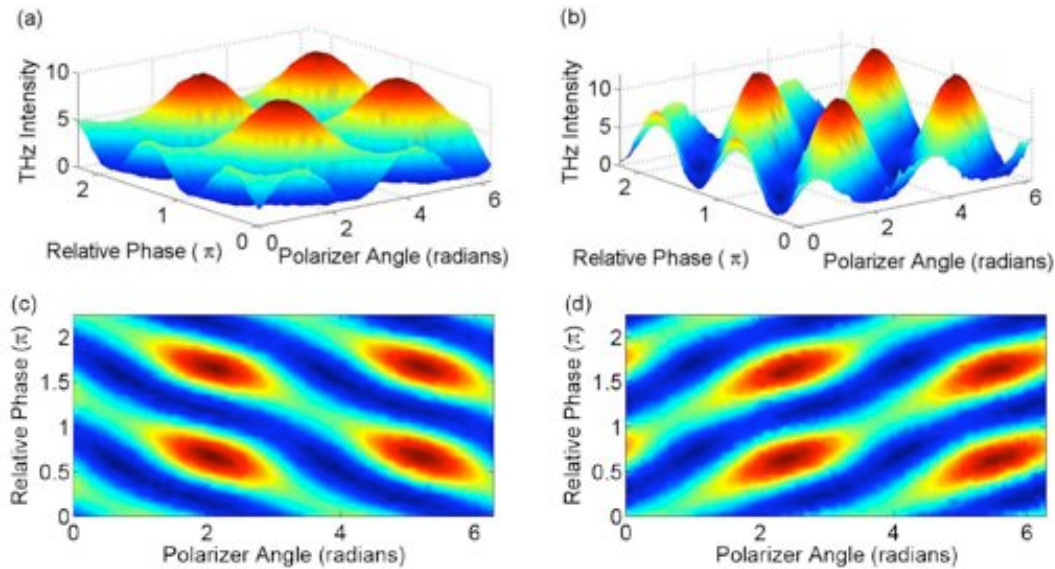 (a)
10
5
0
THz Intensity
2
1
0
Relative Phase ( π)
0
2
4
6
Polarizer Angle (radians)
(b)
10
5
0
THz Intensity
2
1
0
Relative Phase ( π)
0
2
4
6
Polarizer Angle (radians)
(c)
2
1.5
1
0.5
0
Relative Phase (π)
0
2
4
6
Polarizer Angle (radians)
(d)
2
1.5
1
0.5
0
Relative Phase (π)
0
2
4
6
Polarizer Angle (radians)